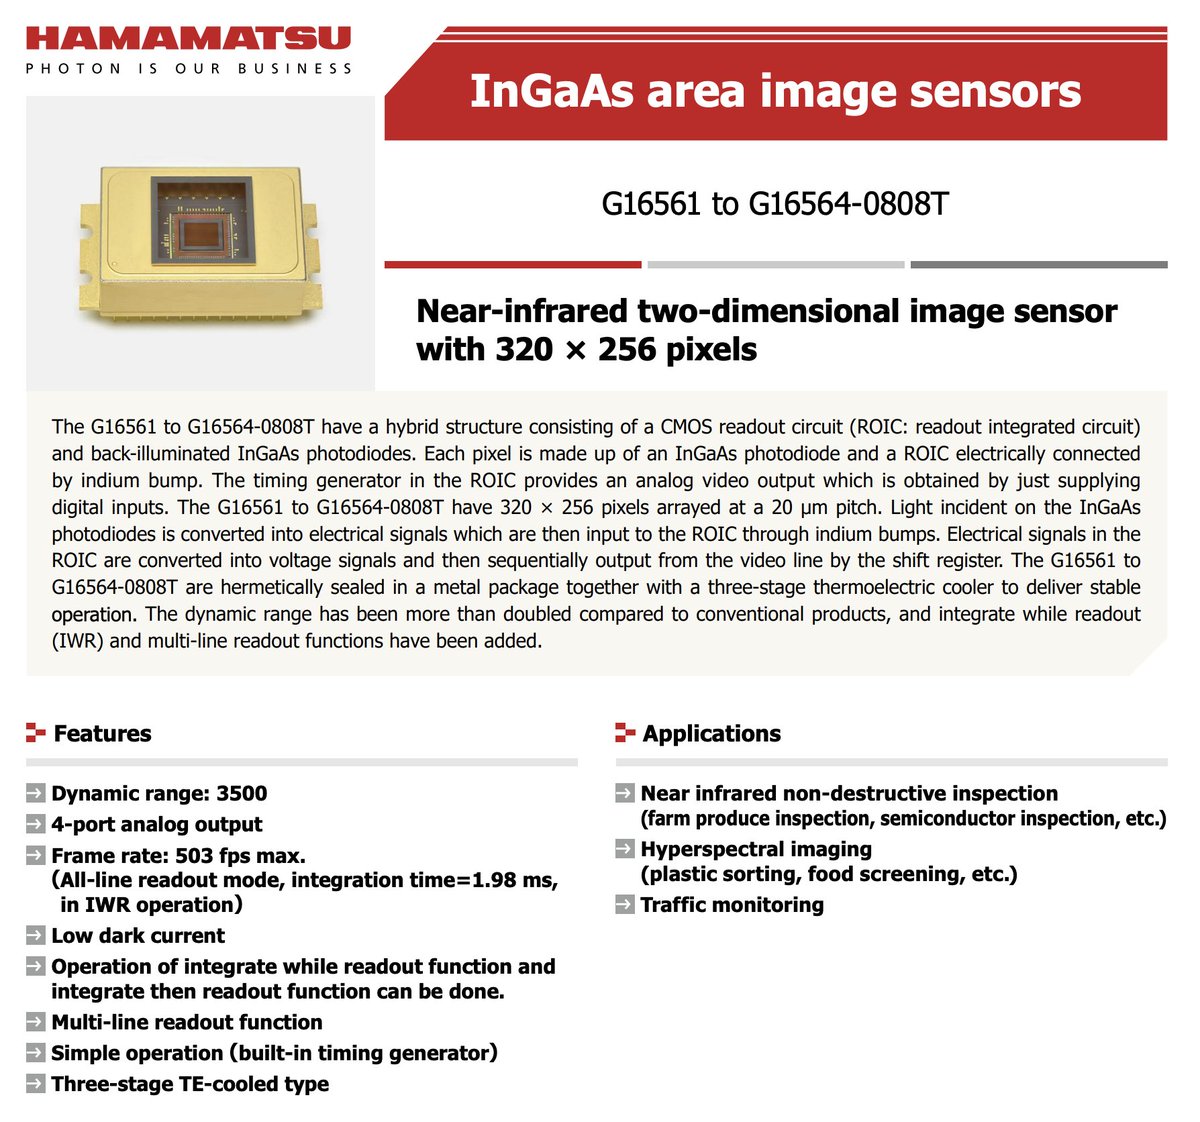 HAMAMATSU
PHOTON IS OUR BUSINESS
InGaAs area image sensors
G16561 to G16564-0808T
Near-infrared two-dimensional image sensor
with 320 × 256 pixels
The G16561 to G16564-0808T have a hybrid structure consisting of a CMOS readout circuit (ROIC: readout integrated circuit)
and back-illuminated InGaAs photodiodes. Each pixel is made up of an InGaAs photodiode and a ROIC electrically connected
by indium bump. The timing generator in the ROIC provides an analog video output which is obtained by just supplying
digital inputs. The G16561 to G16564-0808T have 320 × 256 pixels arrayed at a 20 μm pitch. Light incident on the InGaAs
photodiodes is converted into electrical signals which are then input to the ROIC through indium bumps. Electrical signals in the
ROIC are converted into voltage signals and then sequentially output from the video line by the shift register. The G16561 to
G16564-0808T are hermetically sealed in a metal package together with a three-stage thermoelectric cooler to deliver stable
operation. The dynamic range has been more than doubled compared to conventional products, and integrate while readout
(IWR) and multi-line readout functions have been added.
Features
Dynamic range: 3500
4-port analog output
Frame rate: 503 fps max.
(All-line readout mode, integration time=1.98 ms,
in IWR operation)
Low dark current
Operation of integrate while readout function and
integrate then readout function can be done.
Multi-line readout function
Simple operation (built-in timing generator)
Three-stage TE-cooled type
Applications
Near infrared non-destructive inspection
(farm produce inspection, semiconductor inspection, etc.)
Hyperspectral imaging
(plastic sorting, food screening, etc.)
Traffic monitoring